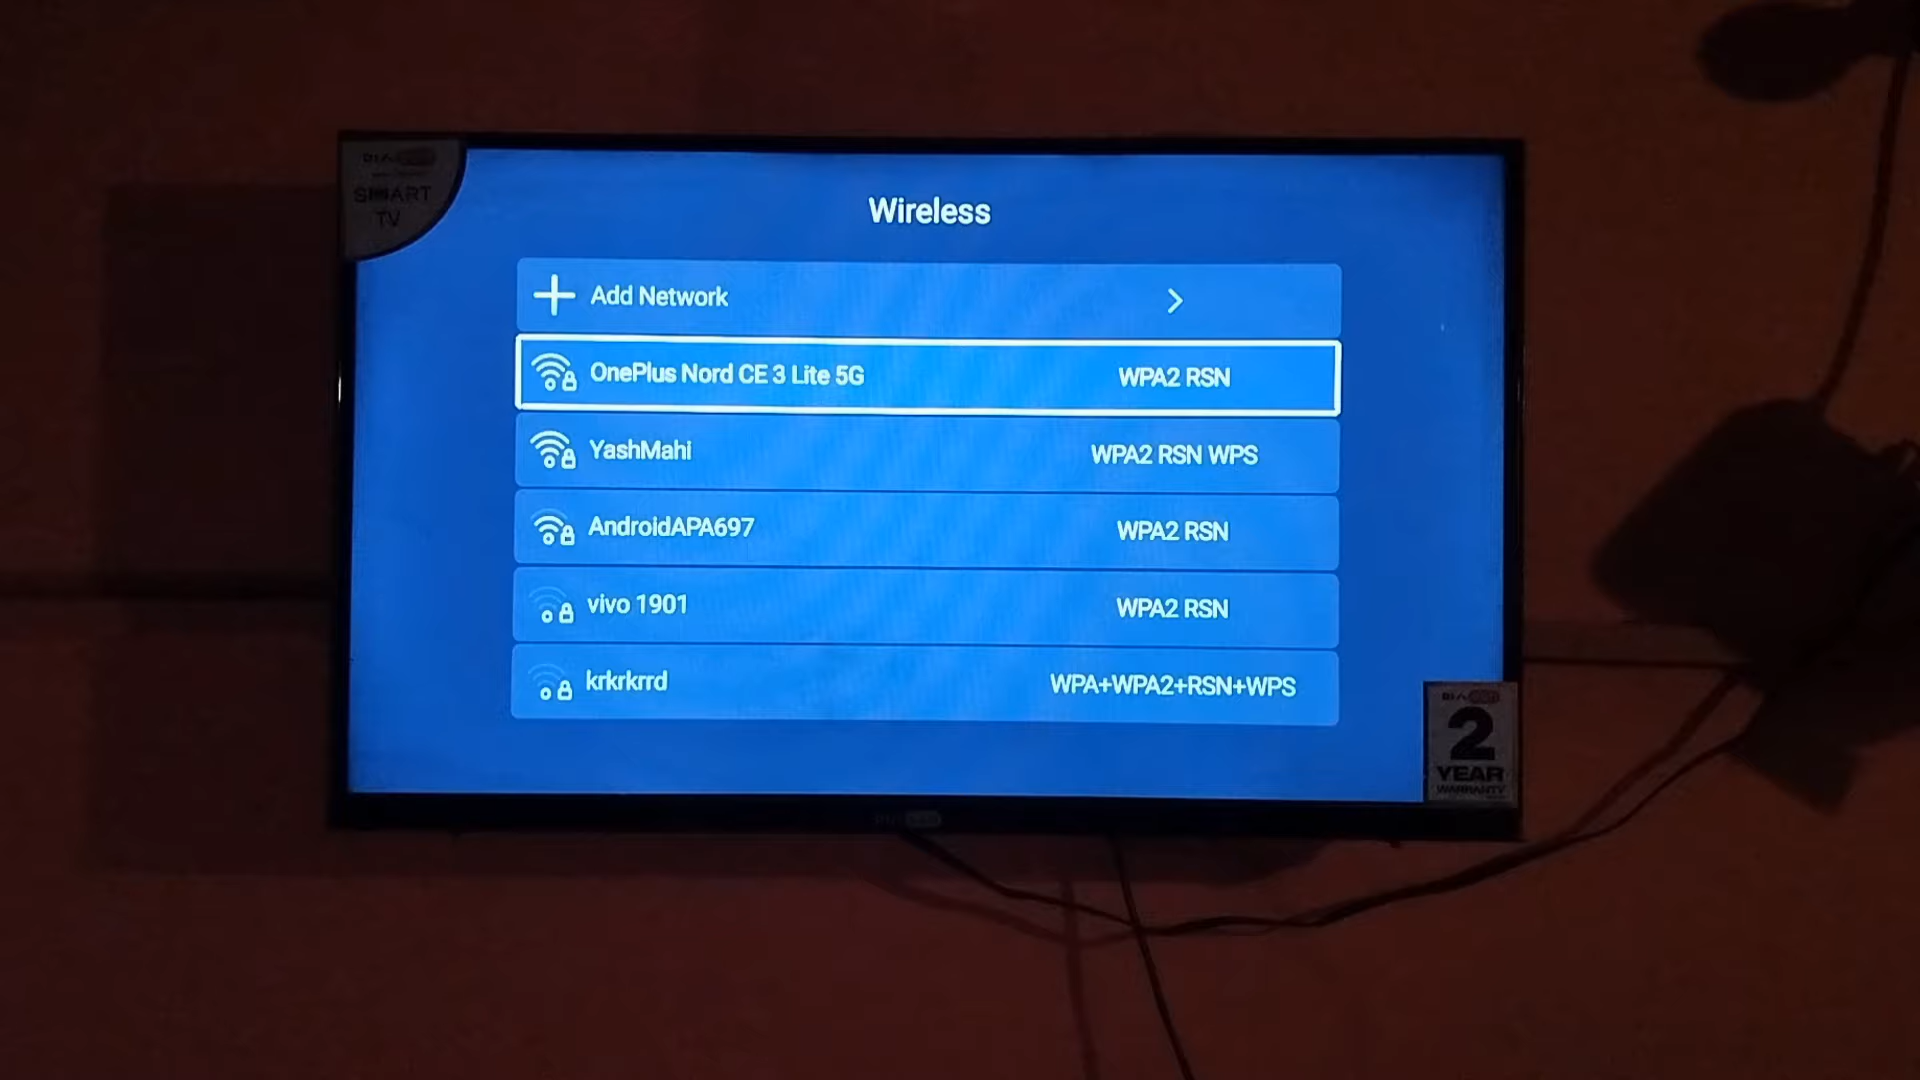 SMART
TV
Wireless
Add Network
OnePlus Nord CE 3 Lite 5G WPA2 RSN
YashMahi WPA2 RSN WPS
AndroidAPA697 WPA2 RSN
vivo 1901 WPA2 RSN
krkrkrrd WPA+WPA2+RSN+WPS
2
YEAR
WARRANTY